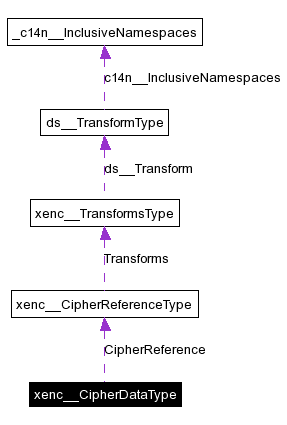 _c14n__InclusiveNamespaces
c14n__InclusiveNamespaces
ds__TransformType
ds__Transform
xenc__TransformsType
Transforms
xenc__CipherReferenceType
CipherReference
xenc__CipherDataType